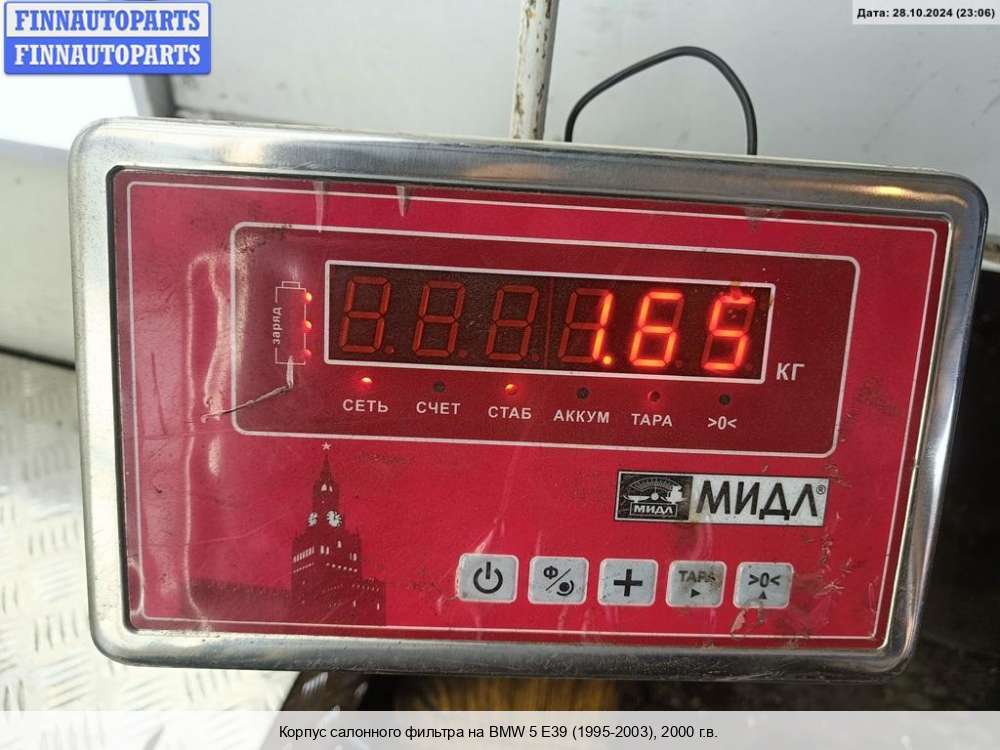 FINNAUTOPARTS
FINNAUTOPARTS
Дата: 28.10.2024 (23:06)
заряд
1.65
КГ
СЕТЬ СЧЕТ СТАБ АККУМ ТАРА >0<
МИДЛ МИДЛ®
Ф/ + ТАРА >0<
Корпус салонного фильтра на BMW 5 E39 (1995-2003), 2000 г.в.